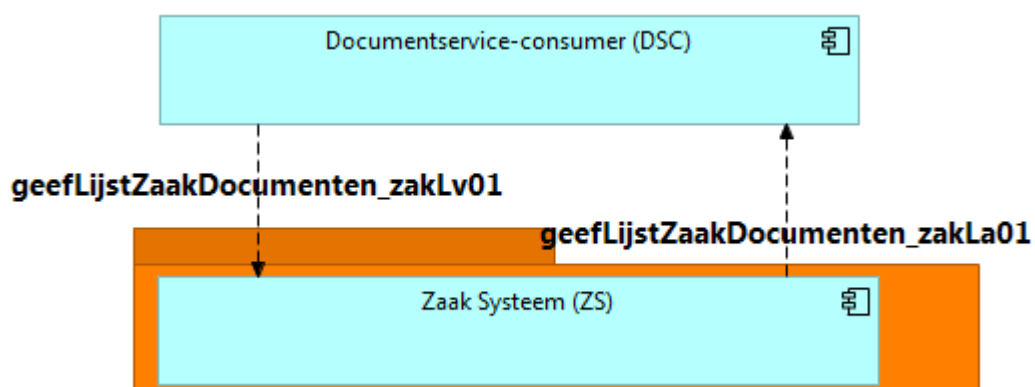 Documentservice-consumer (DSC)
geefLijstZaakDocumenten_zakLv01
geefLijstZaakDocumenten_zakLa01
Zaak Systeem (ZS)